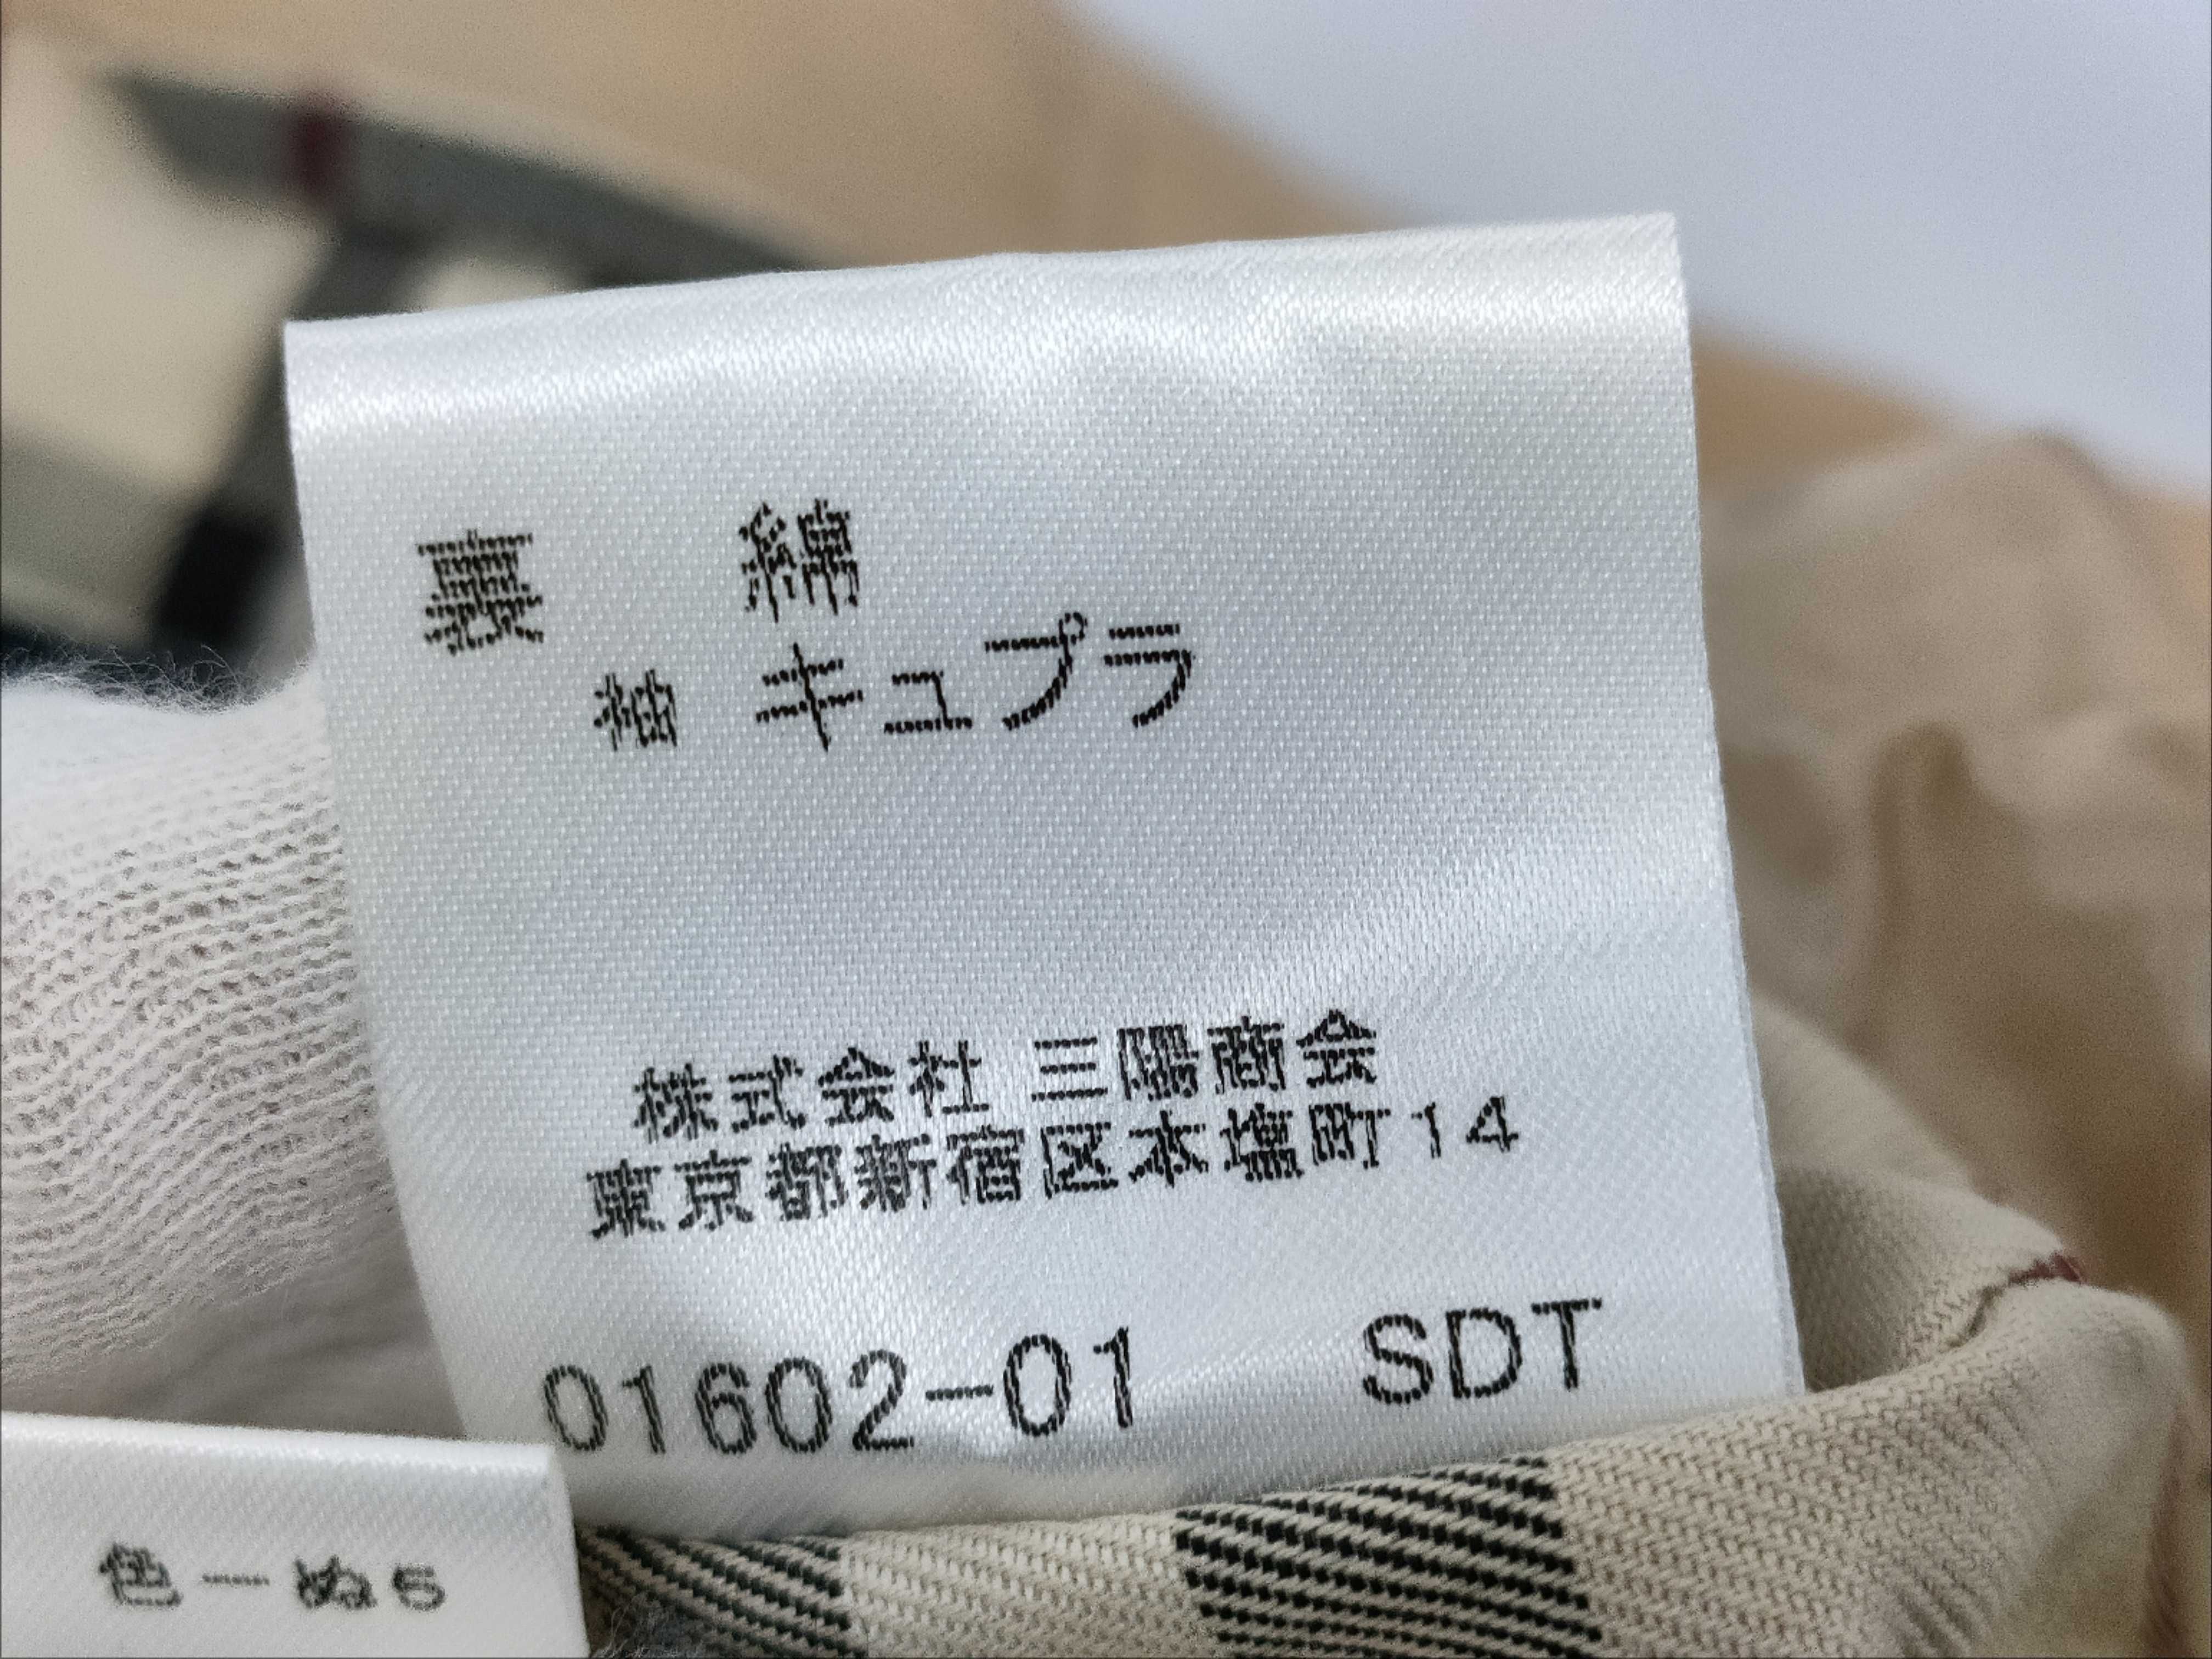 裏 綿
袖 キュプラ
株式会社 三陽商会
東京都新宿区本塩町14
01602-01 SDT
色-ぬ5